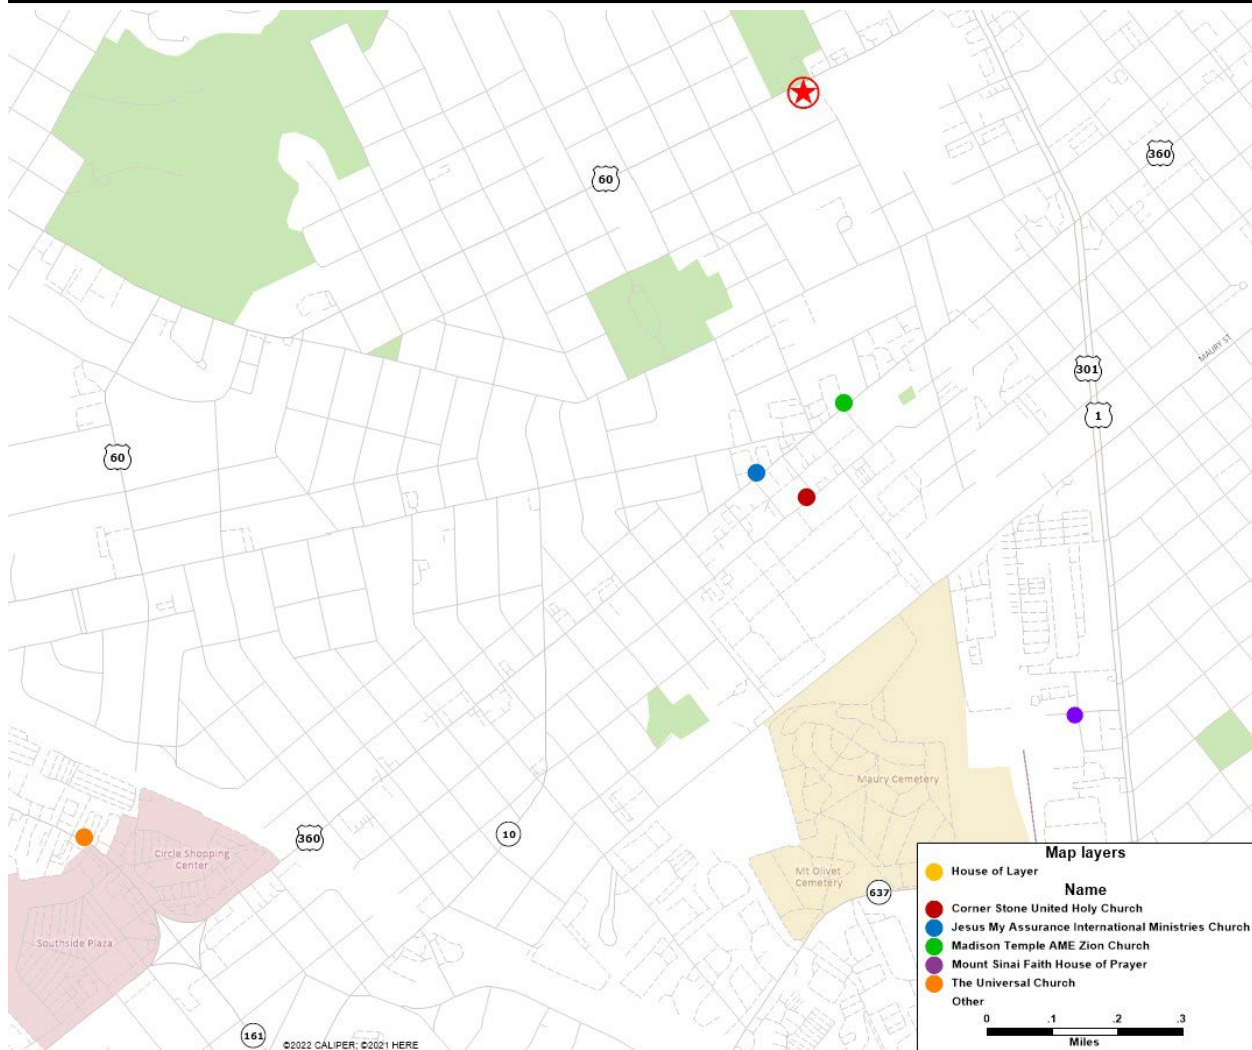 360
60
MAURY ST
301
1
60
Maury Cemetery
Circle Shopping
Center
360
10
Mt Olivet
Cemetery
637
Southside Plaza
161
©2022 CALIPER; ©2021 HERE
Map layers
House of Layer
Name
Corner Stone United Holy Church
Jesus My Assurance International Ministries Church
Madison Temple AME Zion Church
Mount Sinai Faith House of Prayer
The Universal Church
Other
0 .1 .2 .3
Miles